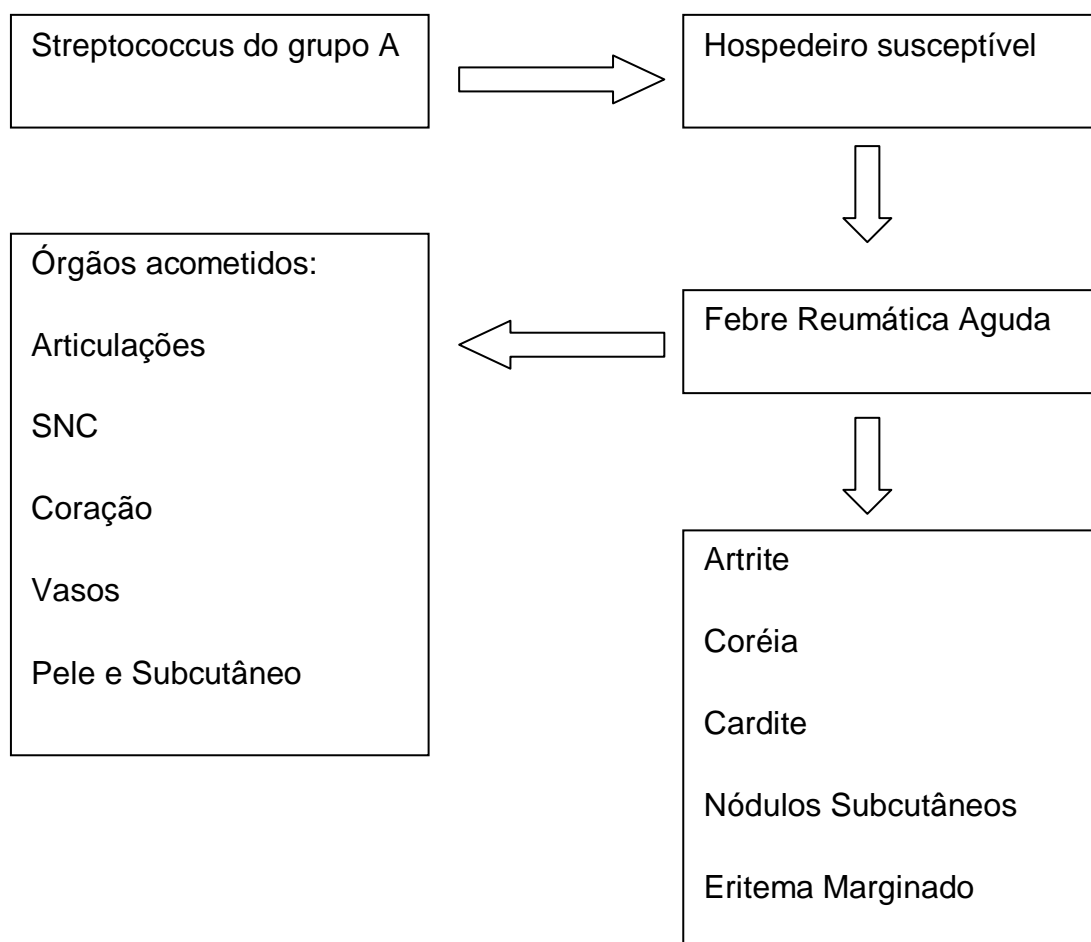 Streptococcus do grupo A
Hospedeiro susceptível
Febre Reumática Aguda
Órgãos acometidos:
Articulações
SNC
Coração
Vasos
Pele e Subcutâneo
Artrite
Coréia
Cardite
Nódulos Subcutâneos
Eritema Marginado